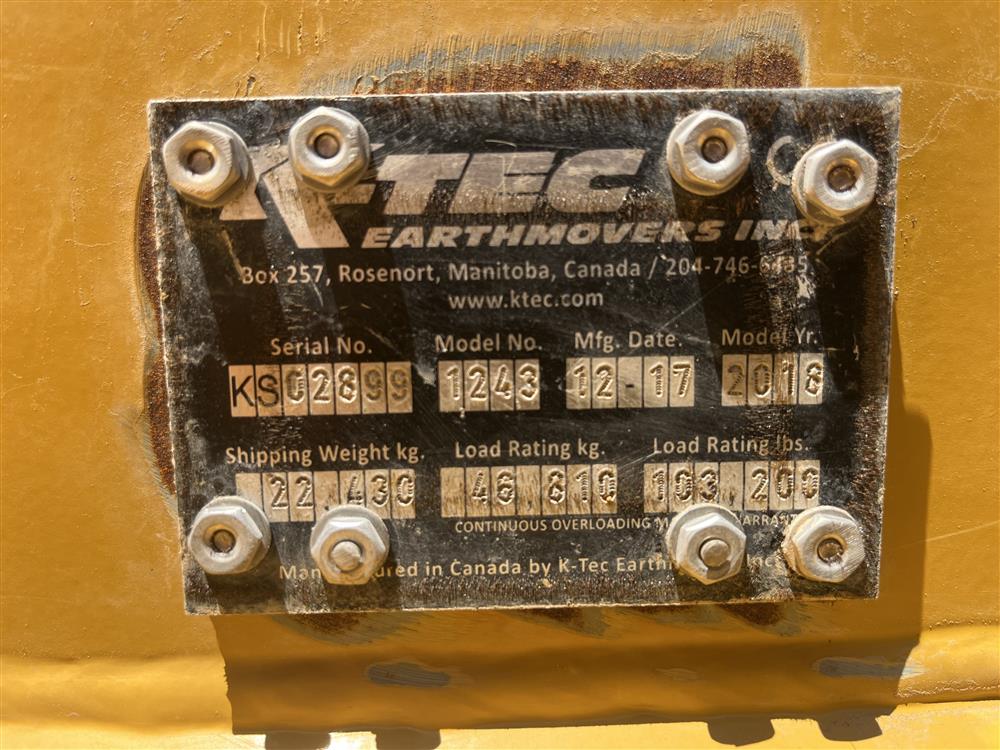 K-TEC
EARTHMOVERS INC.
Box 257, Rosenort, Manitoba, Canada / 204-746-6435
www.ktec.com
Serial No. Model No. Mfg. Date. Model Yr.
KS02899 1243 12-17 2018
Shipping Weight kg. Load Rating kg. Load Rating lbs.
22 430 46 810 103 200
CONTINUOUS OVERLOADING
in Canada by K-Tec